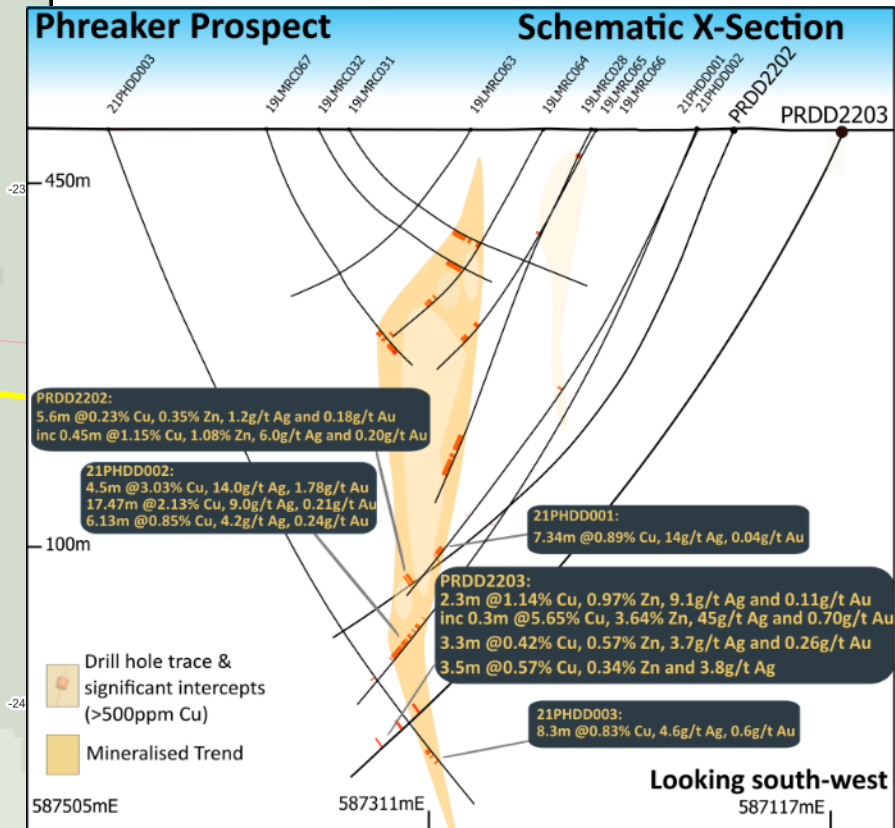 Phreaker Prospect
Schematic X-Section
21PHDD003
19LMRC067
19LMRC032
19LMRC031
19LMRC063
19LMRC064
19LMRC028
19LMRC065
19LMRC066
21PHDD001
21PHDD002
PRDD2202
PRDD2203
-23
450m
PRDD2202:
5.6m @0.23% Cu, 0.35% Zn, 1.2g/t Ag and 0.18g/t Au
inc 0.45m @1.15% Cu, 1.08% Zn, 6.0g/t Ag and 0.20g/t Au
21PHDD002:
4.5m @3.03% Cu, 14.0g/t Ag, 1.78g/t Au
17.47m @2.13% Cu, 9.0g/t Ag, 0.21g/t Au
6.13m @0.85% Cu, 4.2g/t Ag, 0.24g/t Au
100m
21PHDD001:
7.34m @0.89% Cu, 14g/t Ag, 0.04g/t Au
PRDD2203:
2.3m @1.14% Cu, 0.97% Zn, 9.1g/t Ag and 0.11g/t Au
inc 0.3m @5.65% Cu, 3.64% Zn, 45g/t Ag and 0.70g/t Au
3.3m @0.42% Cu, 0.57% Zn, 3.7g/t Ag and 0.26g/t Au
3.5m @0.57% Cu, 0.34% Zn and 3.8g/t Ag
Drill hole trace &
significant intercepts
(>500ppm Cu)
-24
21PHDD003:
8.3m @0.83% Cu, 4.6g/t Ag, 0.6g/t Au
Mineralised Trend
Looking south-west
587505mE
587311mE
587117mE